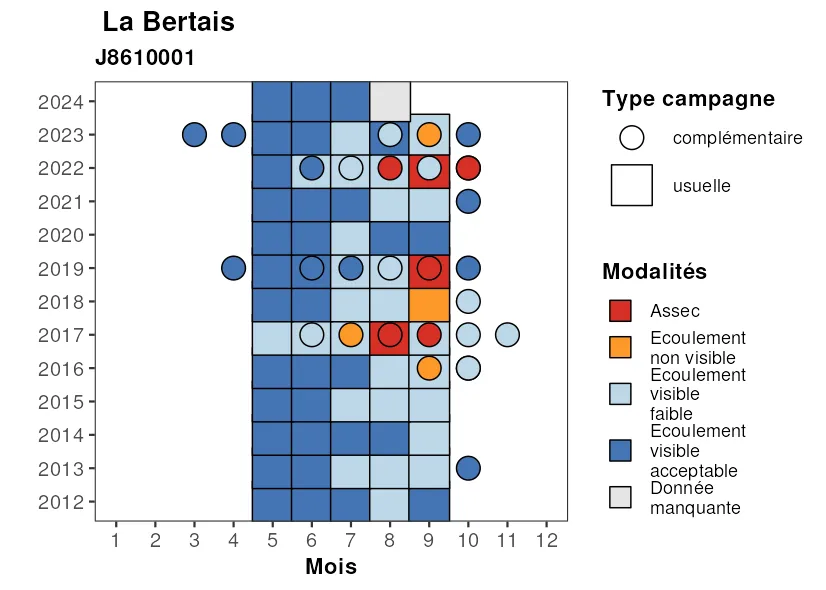 La Bertais
J8610001
2024
2023
2022
2021
2020
2019
2018
2017
2016
2015
2014
2013
2012
1 2 3 4 5 6 7 8 9 10 11 12
Mois
Type campagne
complémentaire
usuelle
Modalités
Assec
Ecoulement
non visible
Ecoulement
visible
faible
Ecoulement
visible
acceptable
Donnée
manquante